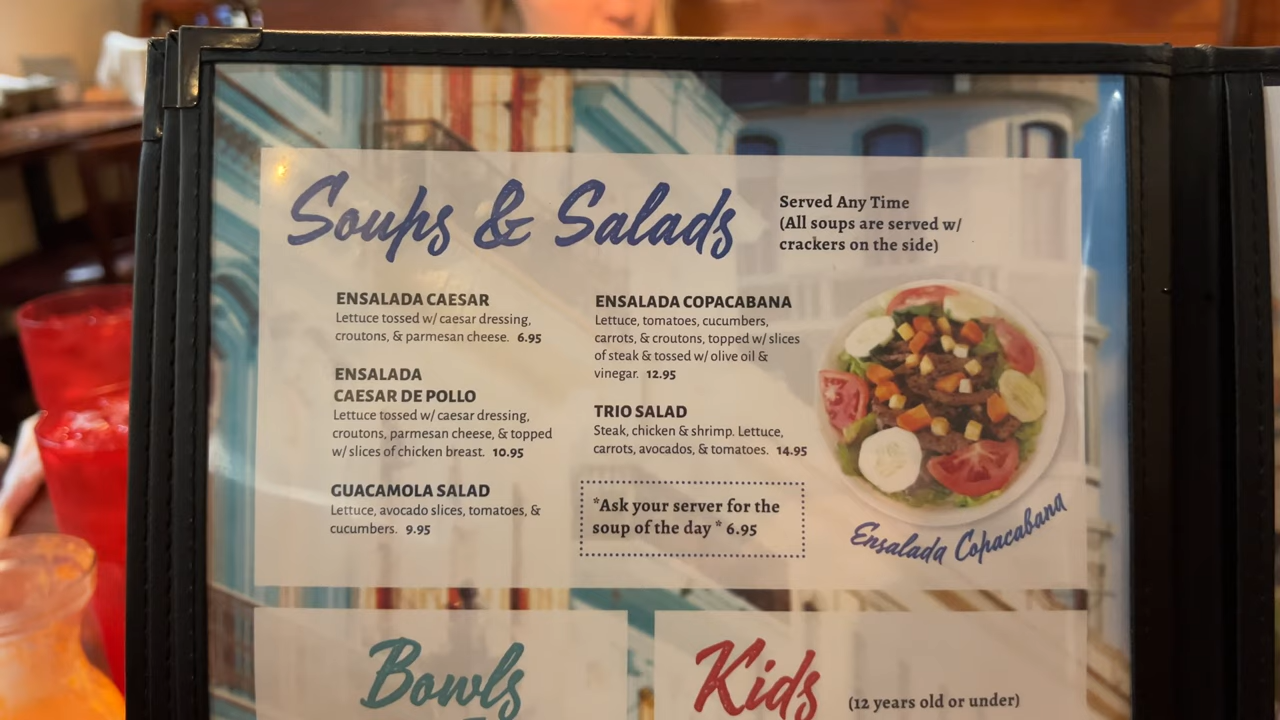 Soups & Salads
Served Any Time
(All soups are served w/
crackers on the side)
ENSALADA CAESAR
Lettuce tossed w/ caesar dressing,
croutons, & parmesan cheese. 6.95
ENSALADA
CAESAR DE POLLO
Lettuce tossed w/ caesar dressing,
croutons, parmesan cheese, & topped
w/ slices of chicken breast. 10.95
GUACAMOLA SALAD
Lettuce, avocado slices, tomatoes, &
cucumbers. 9.95
ENSALADA COPACABANA
Lettuce, tomatoes, cucumbers,
carrots, & croutons, topped w/ slices
of steak & tossed w/ olive oil &
vinegar. 12.95
TRIO SALAD
Steak, chicken & shrimp. Lettuce,
carrots, avocados, & tomatoes. 14.95
*Ask your server for the
soup of the day * 6.95
Ensalada Copacabana
Bowls
Kids
(12 years old or under)